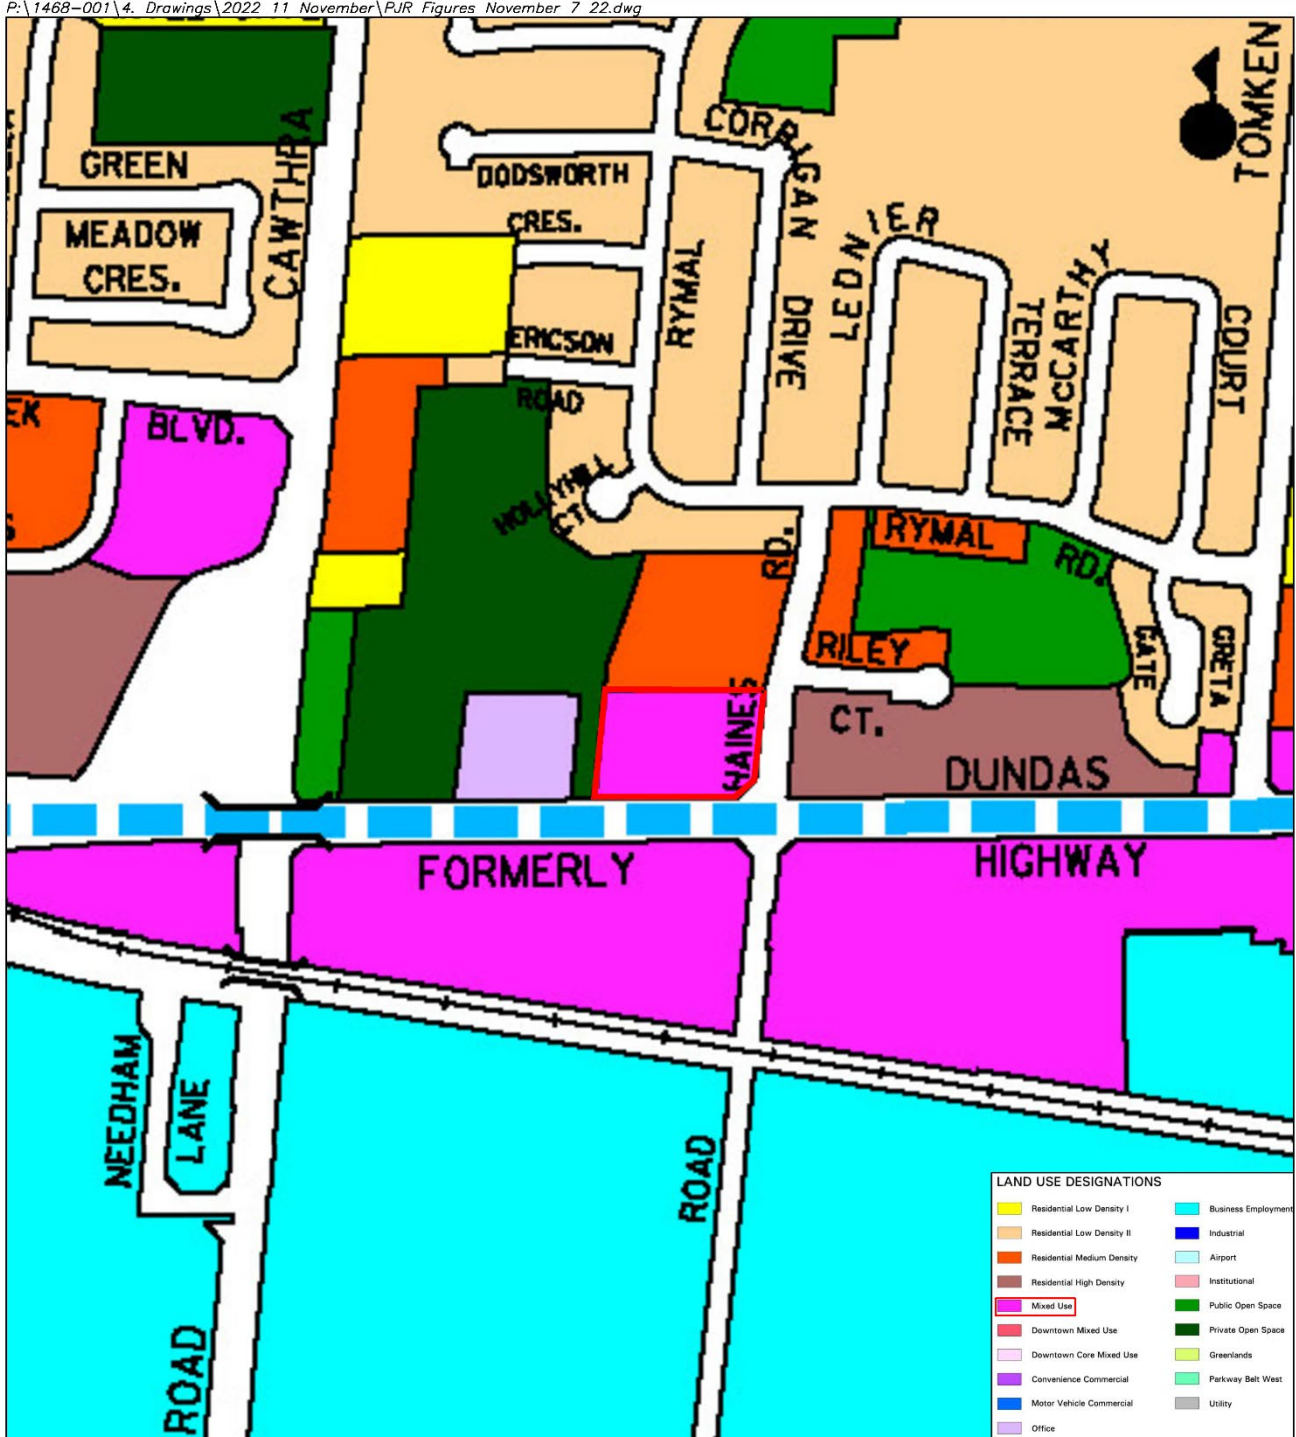 P:\1468-001\4. Drawings\2022 11 November\PJR Figures November 7 22.dwg
TOMKEN
CORRIGAN DRIVE
GREEN
MEADOW
CRES.
CAWTHRA
DODSWORTH
CRES.
RYMAL
LEDNIER
TERRACE
MCCARTHY
COURT
ERICSON
ROAD
EK
BLVD.
HOLLYHILL
CT.
RD.
RYMAL
RD.
S
RILEY
CT.
GATE
GRETA
HAINES
DUNDAS
FORMERLY
HIGHWAY
NEEDHAM
LANE
ROAD
ROAD
LAND USE DESIGNATIONS
Residential Low Density I
Residential Low Density II
Residential Medium Density
Residential High Density
Mixed Use
Downtown Mixed Use
Downtown Core Mixed Use
Convenience Commercial
Motor Vehicle Commercial
Office
Business Employment
Industrial
Airport
Institutional
Public Open Space
Private Open Space
Greenlands
Parkway Belt West
Utility